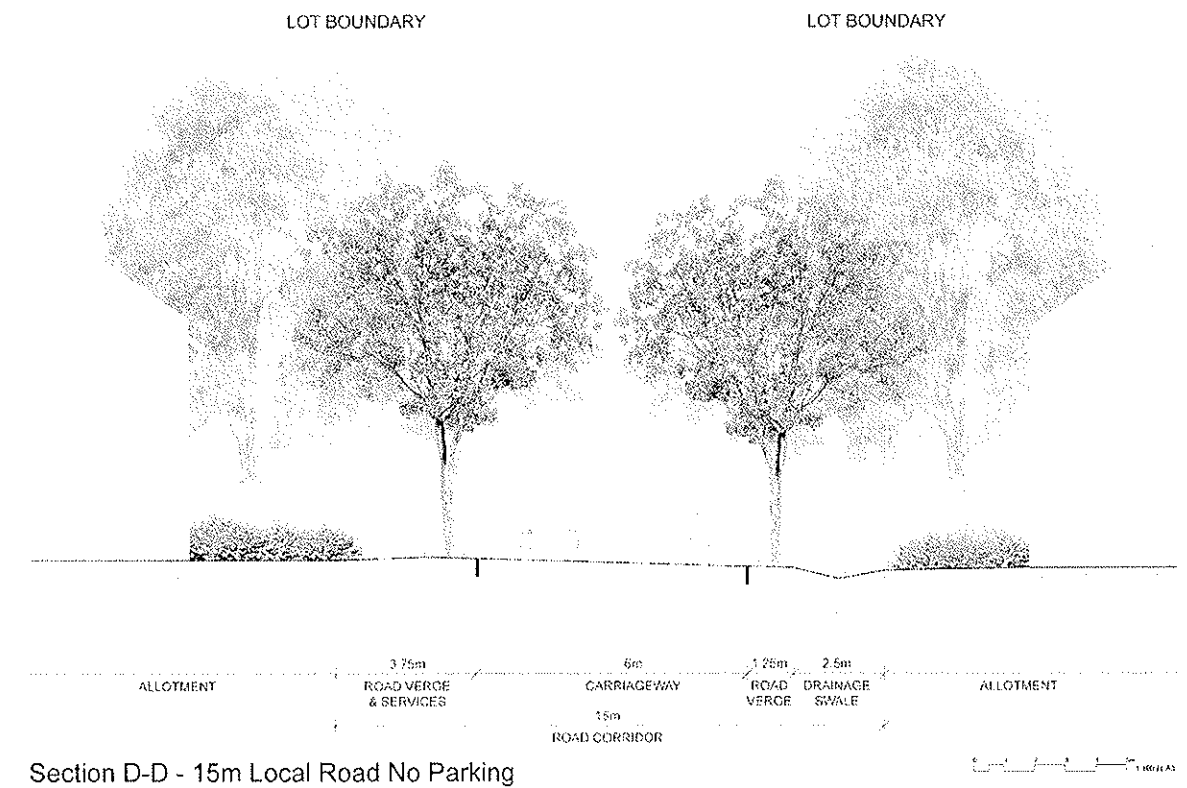 LOT BOUNDARY
LOT BOUNDARY
3.75m
6m
1.25m
2.5m
ALLOTMENT
ROAD VERGE
& SERVICES
CARRIAGEWAY
ROAD
VERGE
DRAINAGE
SWALE
ALLOTMENT
15m
ROAD CORRIDOR
Section D-D - 15m Local Road No Parking